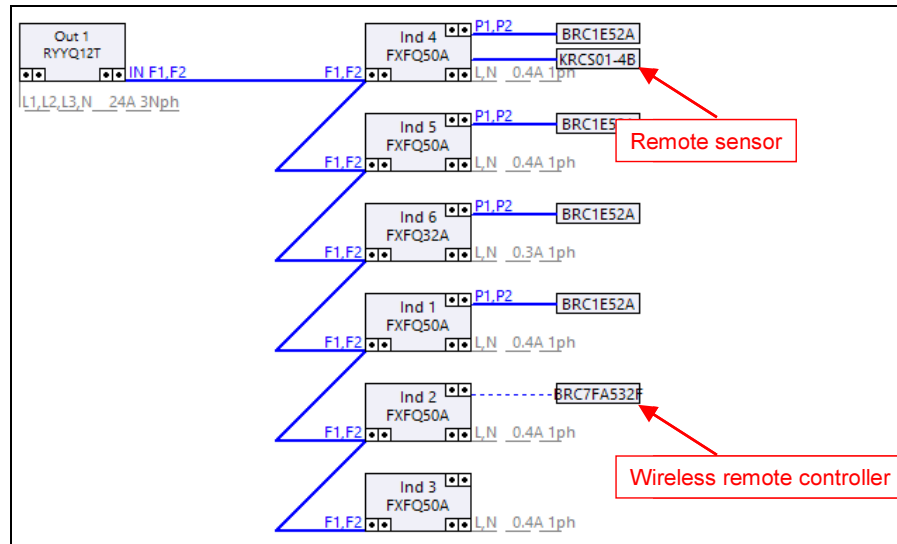 Out 1
RYYQ12T
IN F1,F2
L1,L2,L3,N 24A 3Nph
Ind 4
FXFQ50A
P1,P2
BRC1E52A
KRCS01-4B
F1,F2
L,N 0.4A 1ph
Remote sensor
Ind 5
FXFQ50A
P1,P2
BRC1E52A
F1,F2
L,N 0.4A 1ph
Ind 6
FXFQ32A
P1,P2
BRC1E52A
F1,F2
L,N 0.3A 1ph
Ind 1
FXFQ50A
P1,P2
BRC1E52A
F1,F2
L,N 0.4A 1ph
Ind 2
FXFQ50A
BRC7FA532F
F1,F2
L,N 0.4A 1ph
Wireless remote controller
Ind 3
FXFQ50A
F1,F2
L,N 0.4A 1ph